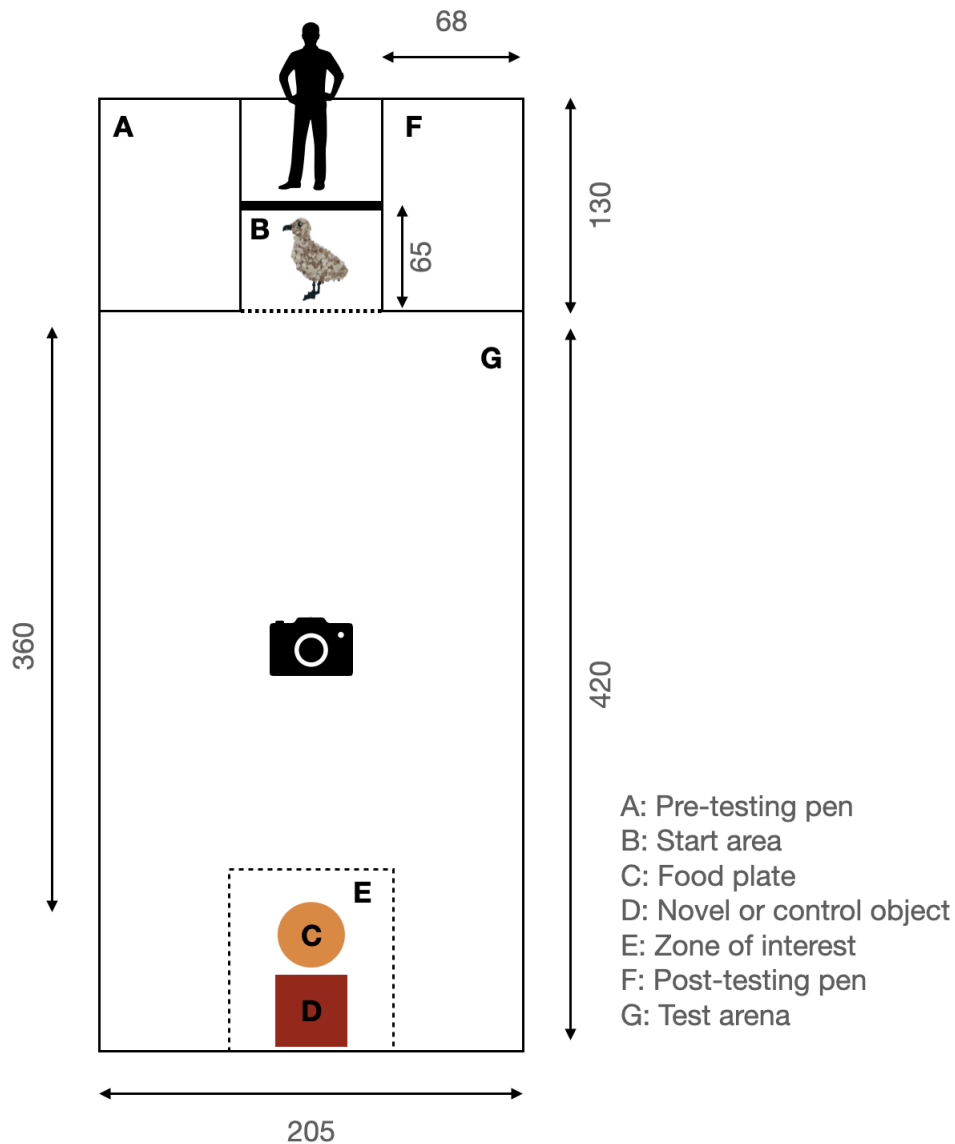 68
A
F
130
B
65
G
360
420
A: Pre-testing pen
B: Start area
C: Food plate
D: Novel or control object
E: Zone of interest
F: Post-testing pen
G: Test arena
E
C
D
205